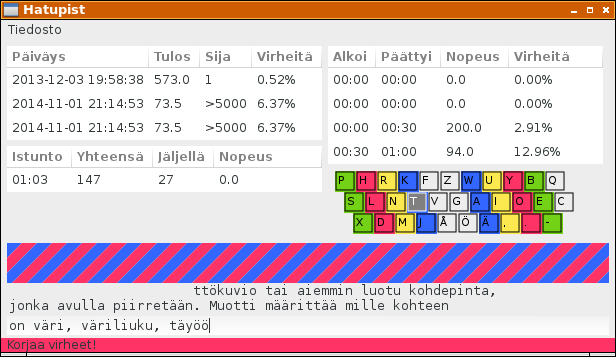 Hatupist
Tiedosto
Päiväys Tulos Sija Virheitä
2013-12-03 19:58:38 573.0 1 0.52%
2014-11-01 21:14:53 73.5 >5000 6.37%
2014-11-01 21:14:53 73.5 >5000 6.37%
Istunto Yhteensä Jäljellä Nopeus
01:03 147 27 0.0
Alkoi Päättyi Nopeus Virheitä
00:00 00:00 0.0 0.00%
00:00 00:00 0.0 0.00%
00:00 00:30 200.0 2.91%
00:30 01:00 94.0 12.96%
P H R K F Z W U Y B Q
S L N T V G A I O E C
X D M J Å Ö Ä , . -
ttökuvio tai aiemmin luotu kohdepinta,
jonka avulla piirretään. Muotti määrittää mille kohteen
on väri, väriliuku, täyöö
Korjaa virheet!